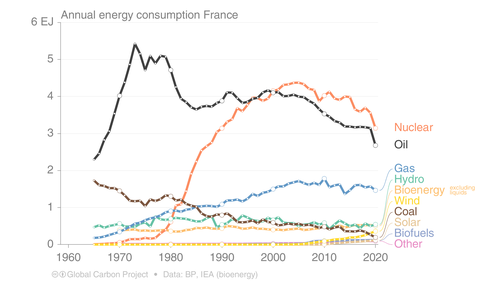 Annual energy consumption France
6 EJ
5
4
3
2
1
0
1960
1970
1980
1990
2000
2010
2020
Nuclear
Oil
Gas
Hydro
Bioenergy excluding liquids
Wind
Coal
Solar
Biofuels
Other
Global Carbon Project • Data: BP, IEA (bioenergy)